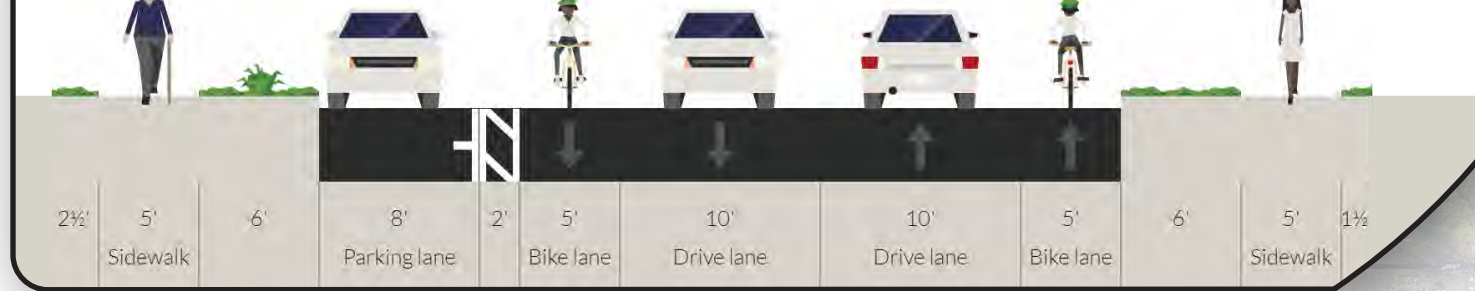 2½' 5' 6' 8' 2' 5' 10' 10' 5' 6' 5' 1½
Sidewalk Parking lane Bike lane Drive lane Drive lane Bike lane Sidewalk